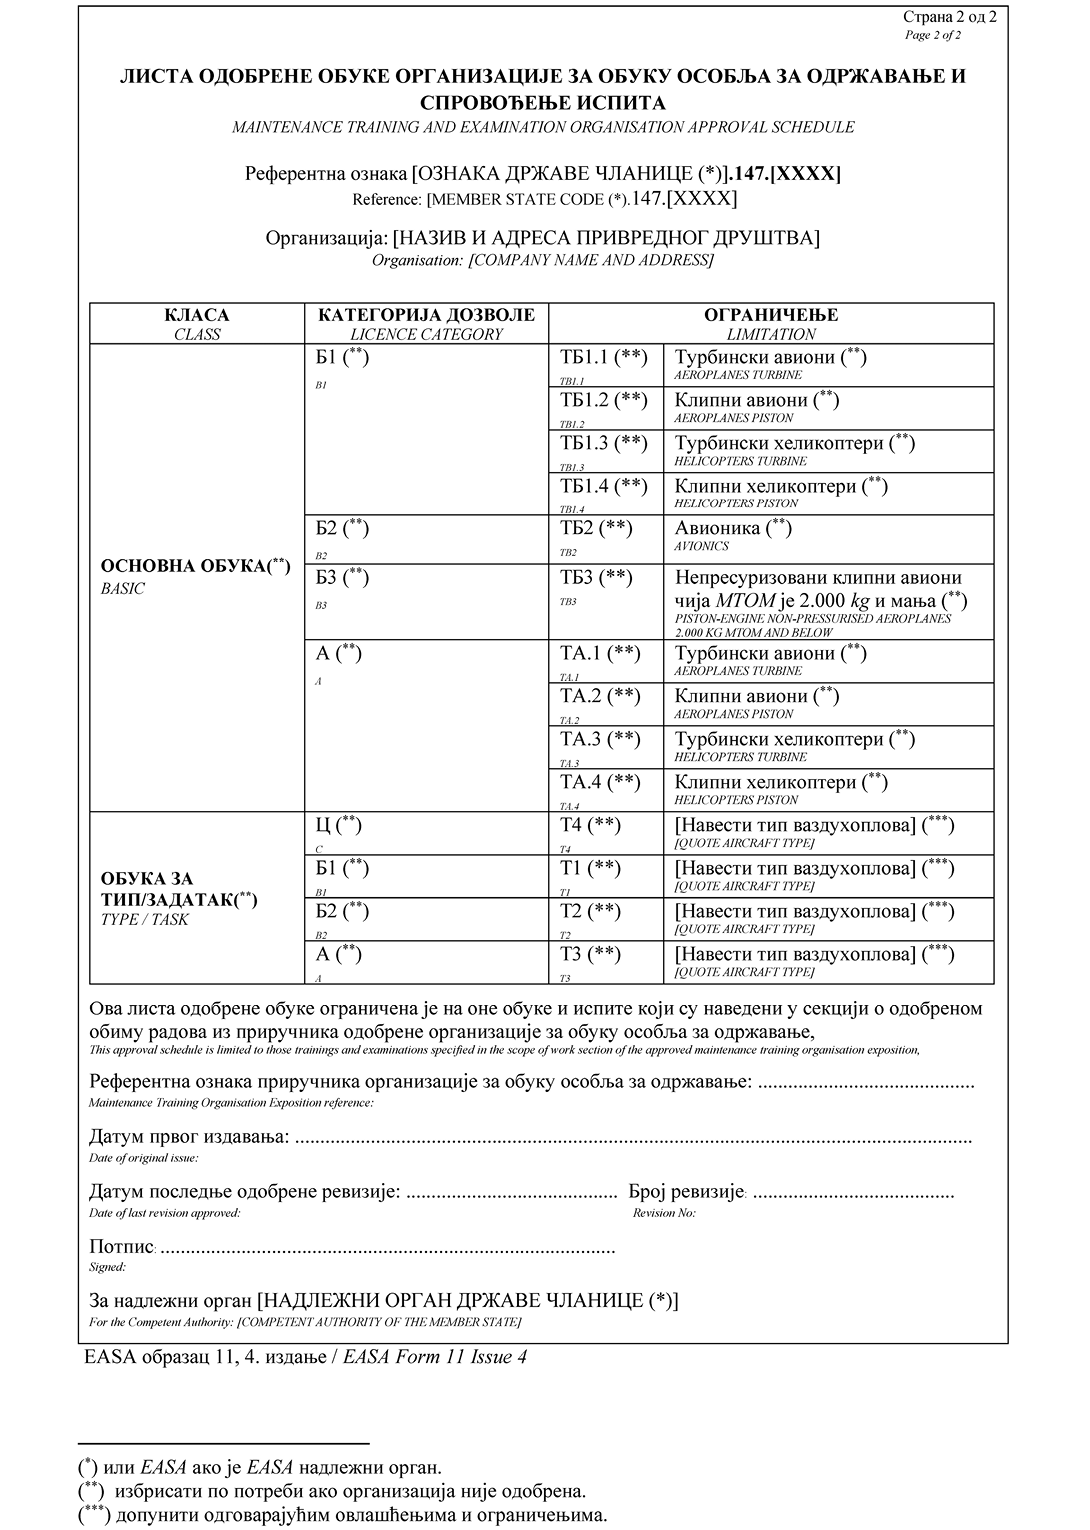 Страна 2 од 2
Page 2 of 2
ЛИСТА ОДОБРЕНЕ ОБУКЕ ОРГАНИЗАЦИЈЕ ЗА ОБУКУ ОСОБЉА ЗА ОДРЖАВАЊЕ И
СПРОВОЂЕЊЕ ИСПИТА
MAINTENANCE TRAINING AND EXAMINATION ORGANISATION APPROVAL SCHEDULE
Референтна ознака [ОЗНАКА ДРЖАВЕ ЧЛАНИЦЕ (*)].147.[XXXX]
Reference: [MEMBER STATE CODE (*).147.[XXXX]
Организација: [НАЗИВ И АДРЕСА ПРИВРЕДНОГ ДРУШТВА]
Organisation: [COMPANY NAME AND ADDRESS]
КЛАСА КАТЕГОРИЈА ДОЗВОЛЕ ОГРАНИЧЕЊЕ
CLASS LICENCE CATEGORY LIMITATION
Б1 (**) ТБ1.1 (**) Турбински авиони (**)
B1 TB1.1 AEROPLANES TURBINE
ТБ1.2 (**) Клипни авиони (**)
TB1.2 AEROPLANES PISTON
ТБ1.3 (**) Турбински хеликоптери (**)
TB1.3 HELICOPTERS TURBINE
ТБ1.4 (**) Клипни хеликоптери (**)
TB1.4 HELICOPTERS PISTON
Б2 (**) ТБ2 (**) Авионика (**)
B2 TB2 AVIONICS
ОСНОВНА ОБУКА(**)
BASIC
Б3 (**) ТБ3 (**) Непресуризовани клипни авиони
B3 TB3 чија MTOM је 2.000 kg и мања (**)
PISTON-ENGINE NON-PRESSURISED AEROPLANES
2.000 KG MTOM AND BELOW
А (**) ТА.1 (**) Турбински авиони (**)
A TA.1 AEROPLANES TURBINE
ТА.2 (**) Клипни авиони (**)
TA.2 AEROPLANES PISTON
ТА.3 (**) Турбински хеликоптери (**)
TA.3 HELICOPTERS TURBINE
ТА.4 (**) Клипни хеликоптери (**)
TA.4 HELICOPTERS PISTON
Ц (**) Т4 (**) [Навести тип ваздухоплова] (***)
C T4 [QUOTE AIRCRAFT TYPE]
ОБУКА ЗА
ТИП/ЗАДАТАК(**)
TYPE / TASK
Б1 (**) Т1 (**) [Навести тип ваздухоплова] (***)
B1 T1 [QUOTE AIRCRAFT TYPE]
Б2 (**) Т2 (**) [Навести тип ваздухоплова] (***)
B2 T2 [QUOTE AIRCRAFT TYPE]
А (**) Т3 (**) [Навести тип ваздухоплова] (***)
A T3 [QUOTE AIRCRAFT TYPE]
Ова листа одобрене обуке ограничена је на оне обуке и испите који су наведени у секцији о одобреном
обиму радова из приручника одобрене организације за обуку особља за одржавање,
This approval schedule is limited to those trainings and examinations specified in the scope of work section of the approved maintenance training organisation exposition,
Референтна ознака приручника организације за обуку особља за одржавање: ..........................................
Maintenance Training Organisation Exposition reference:
Датум првог издавања: ..........................................................................................................
Date of original issue:
Датум последње одобрене ревизије: .......................................... Број ревизије: ........................................
Date of last revision approved: Revision No:
Потпис: ..........................................................................................
Signed:
За надлежни орган [НАДЛЕЖНИ ОРГАН ДРЖАВЕ ЧЛАНИЦЕ (*)]
For the Competent Authority: [COMPETENT AUTHORITY OF THE MEMBER STATE]
EASA образац 11, 4. издање / EASA Form 11 Issue 4
(*) или EASA ако је EASA надлежни орган.
(**) избрисати по потреби ако организација није одобрена.
(***) допунити одговарајућим овлашћењима и ограничењима.